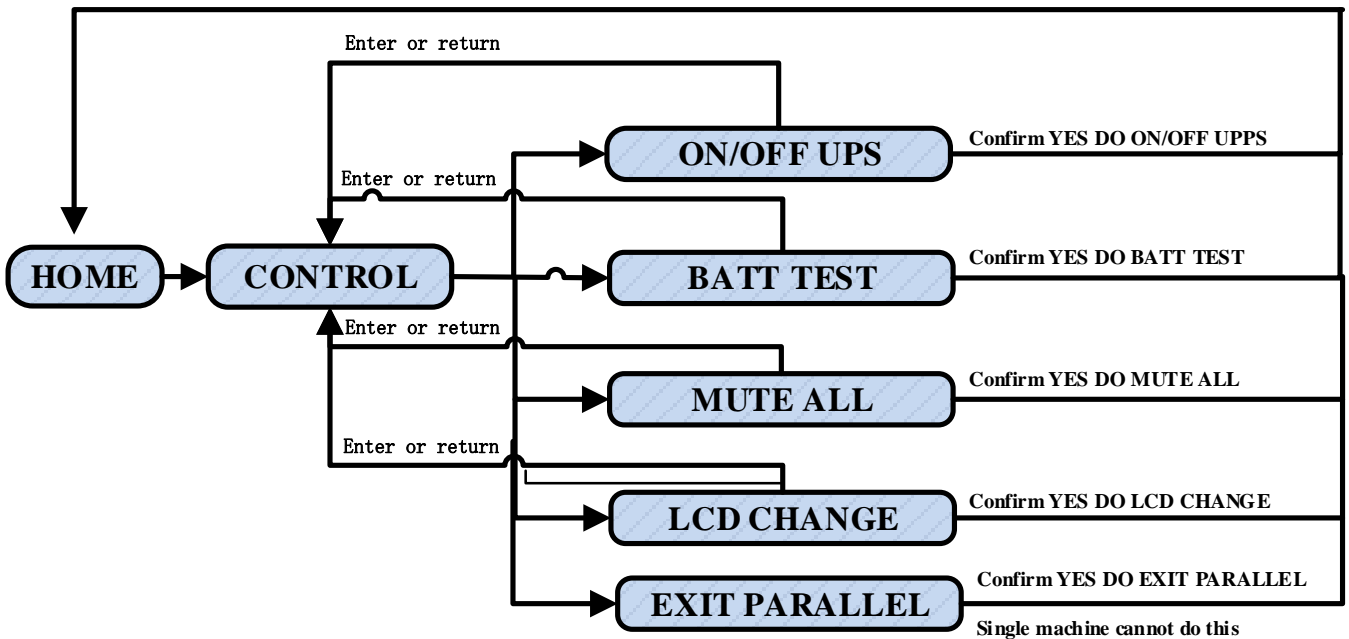 Enter or return
ON/OFF UPS
Confirm YES DO ON/OFF UPPS
Enter or return
HOME
CONTROL
BATT TEST
Confirm YES DO BATT TEST
Enter or return
MUTE ALL
Confirm YES DO MUTE ALL
Enter or return
LCD CHANGE
Confirm YES DO LCD CHANGE
EXIT PARALLEL
Confirm YES DO EXIT PARALLEL
Single machine cannot do this